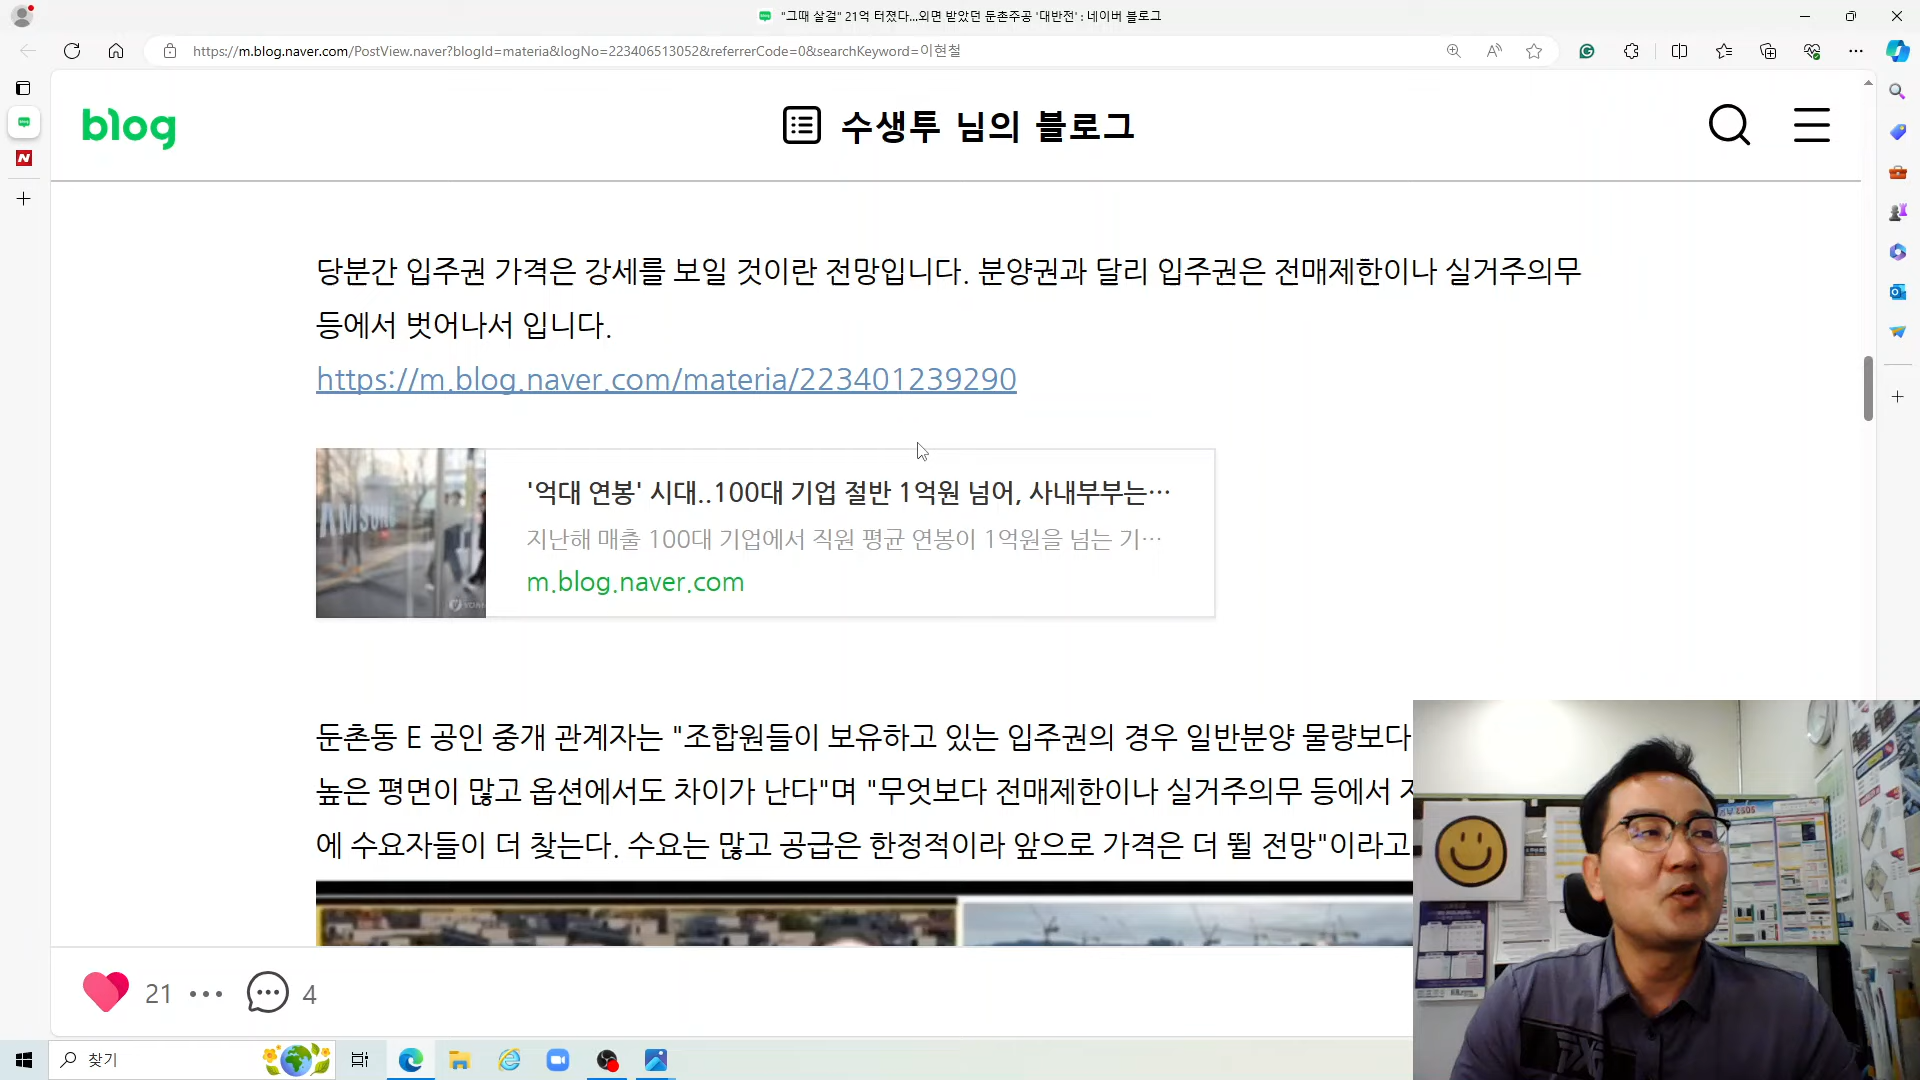 "그때 살걸" 21억 터졌다...외면 받았던 둔촌주공 '대반전' : 네이버 블로그
https://m.blog.naver.com/PostView.naver?blogId=materia&logNo=223406513052&referrerCode=0&searchKeyword=이현철
blog
수생투 님의 블로그
당분간 입주권 가격은 강세를 보일 것이란 전망입니다. 분양권과 달리 입주권은 전매제한이나 실거주의무
등에서 벗어나서 입니다.
https://m.blog.naver.com/materia/223401239290
'억대 연봉' 시대..100대 기업 절반 1억원 넘어, 사내부부는…
지난해 매출 100대 기업에서 직원 평균 연봉이 1억원을 넘는 기…
m.blog.naver.com
둔촌동 E 공인 중개 관계자는 "조합원들이 보유하고 있는 입주권의 경우 일반분양 물량보다
높은 평면이 많고 옵션에서도 차이가 난다"며 "무엇보다 전매제한이나 실거주의무 등에서
에 수요자들이 더 찾는다. 수요는 많고 공급은 한정적이라 앞으로 가격은 더 뛸 전망"이라고
21
4
찾기